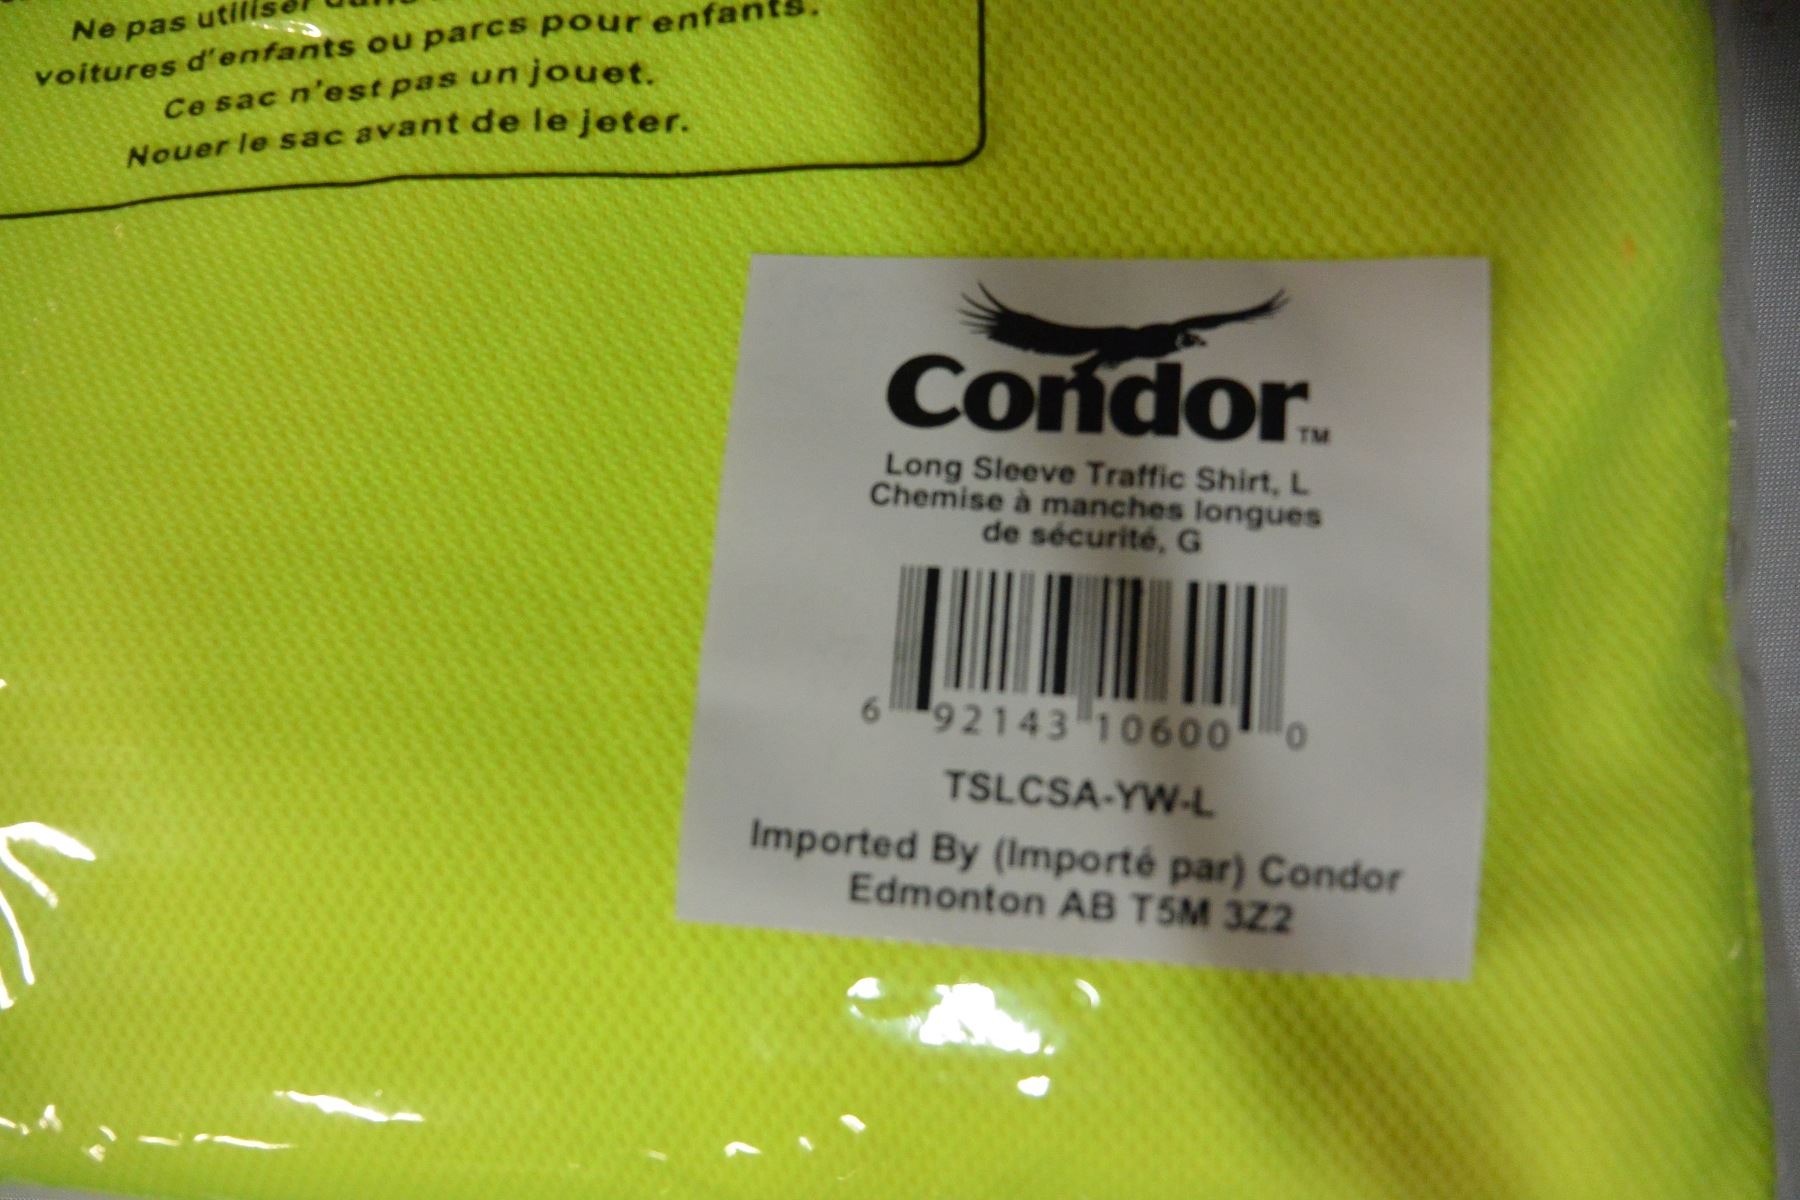 Ne pas utiliser dans
voitures d'enfants ou parcs pour enfants.
Ce sac n'est pas un jouet.
Nouer le sac avant de le jeter.
Condor™
Long Sleeve Traffic Shirt, L
Chemise à manches longues
de sécurité, G
6 92143 10600 0
TSLCSA-YW-L
Imported By (Importé par) Condor
Edmonton AB T5M 3Z2